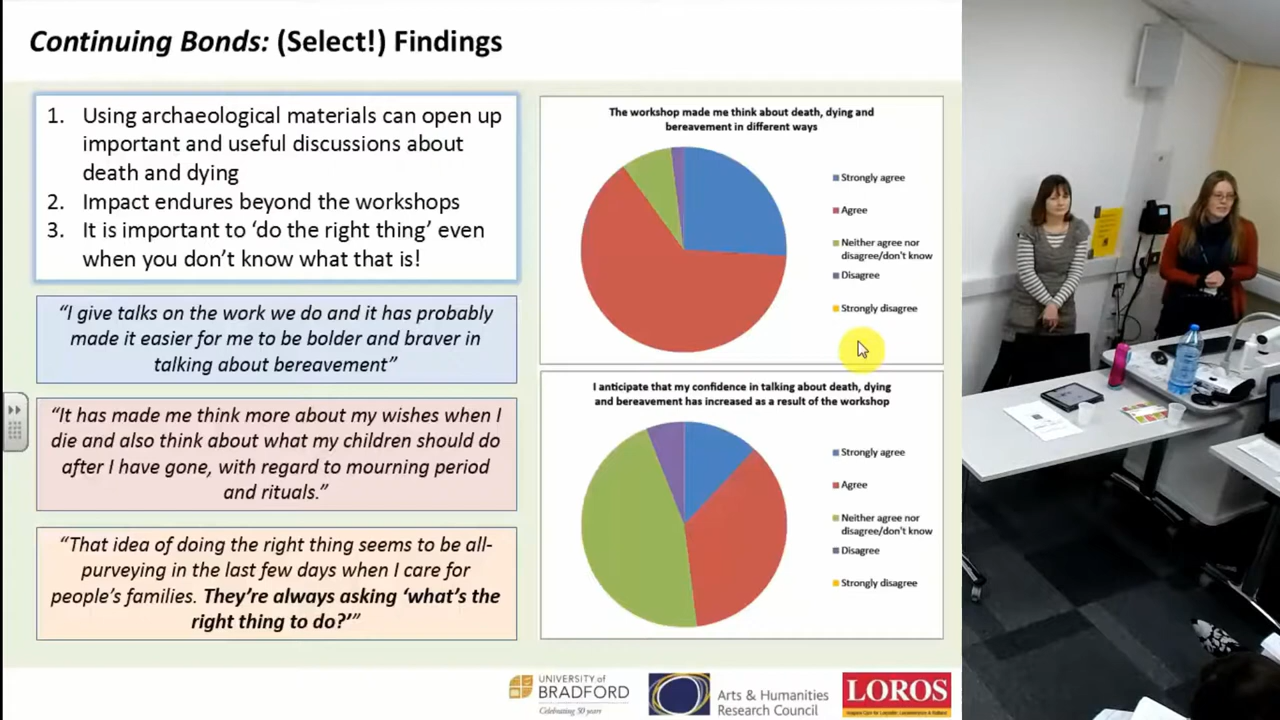 Continuing Bonds: (Select!) Findings
1. Using archaeological materials can open up
important and useful discussions about
death and dying
2. Impact endures beyond the workshops
3. It is important to ‘do the right thing’ even
when you don’t know what that is!
“I give talks on the work we do and it has probably
made it easier for me to be bolder and braver in
talking about bereavement”
“It has made me think more about my wishes when I
die and also think about what my children should do
after I have gone, with regard to mourning period
and rituals.”
“That idea of doing the right thing seems to be all-
purveying in the last few days when I care for
people’s families. They’re always asking ‘what’s the
right thing to do?’”
The workshop made me think about death, dying and
bereavement in different ways
Strongly agree
Agree
Neither agree nor
disagree/don't know
Disagree
Strongly disagree
I anticipate that my confidence in talking about death, dying
and bereavement has increased as a result of the workshop
Strongly agree
Agree
Neither agree nor
disagree/don't know
Disagree
Strongly disagree
UNIVERSITY of
BRADFORD
Celebrating 50 years
Arts & Humanities
Research Council
LOROS